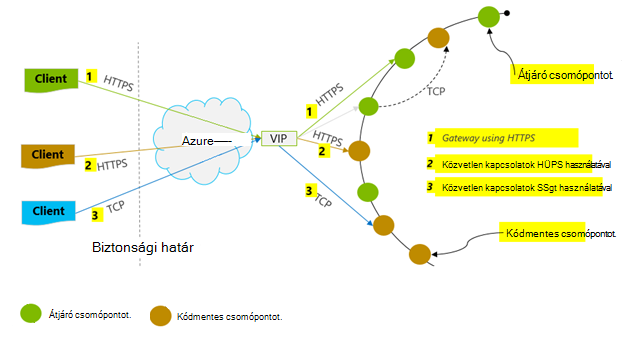 Client
1
HTTPS
Client
2
HTTPS
Client
3
TCP
Biztonsági határ
Azure
VIP
1
HTTPS
HTTPS
2
3
TCP
TCP
Átjáró csomópontot.
1 Gateway using HTTPS
2 Közvetlen kapcsolatok HÜPS használatával
3 Közvetlen kapcsolatok SSgt használatával
Kódmentes csomópontot.
Átjáró csomópontot.
Kódmentes csomópontot.